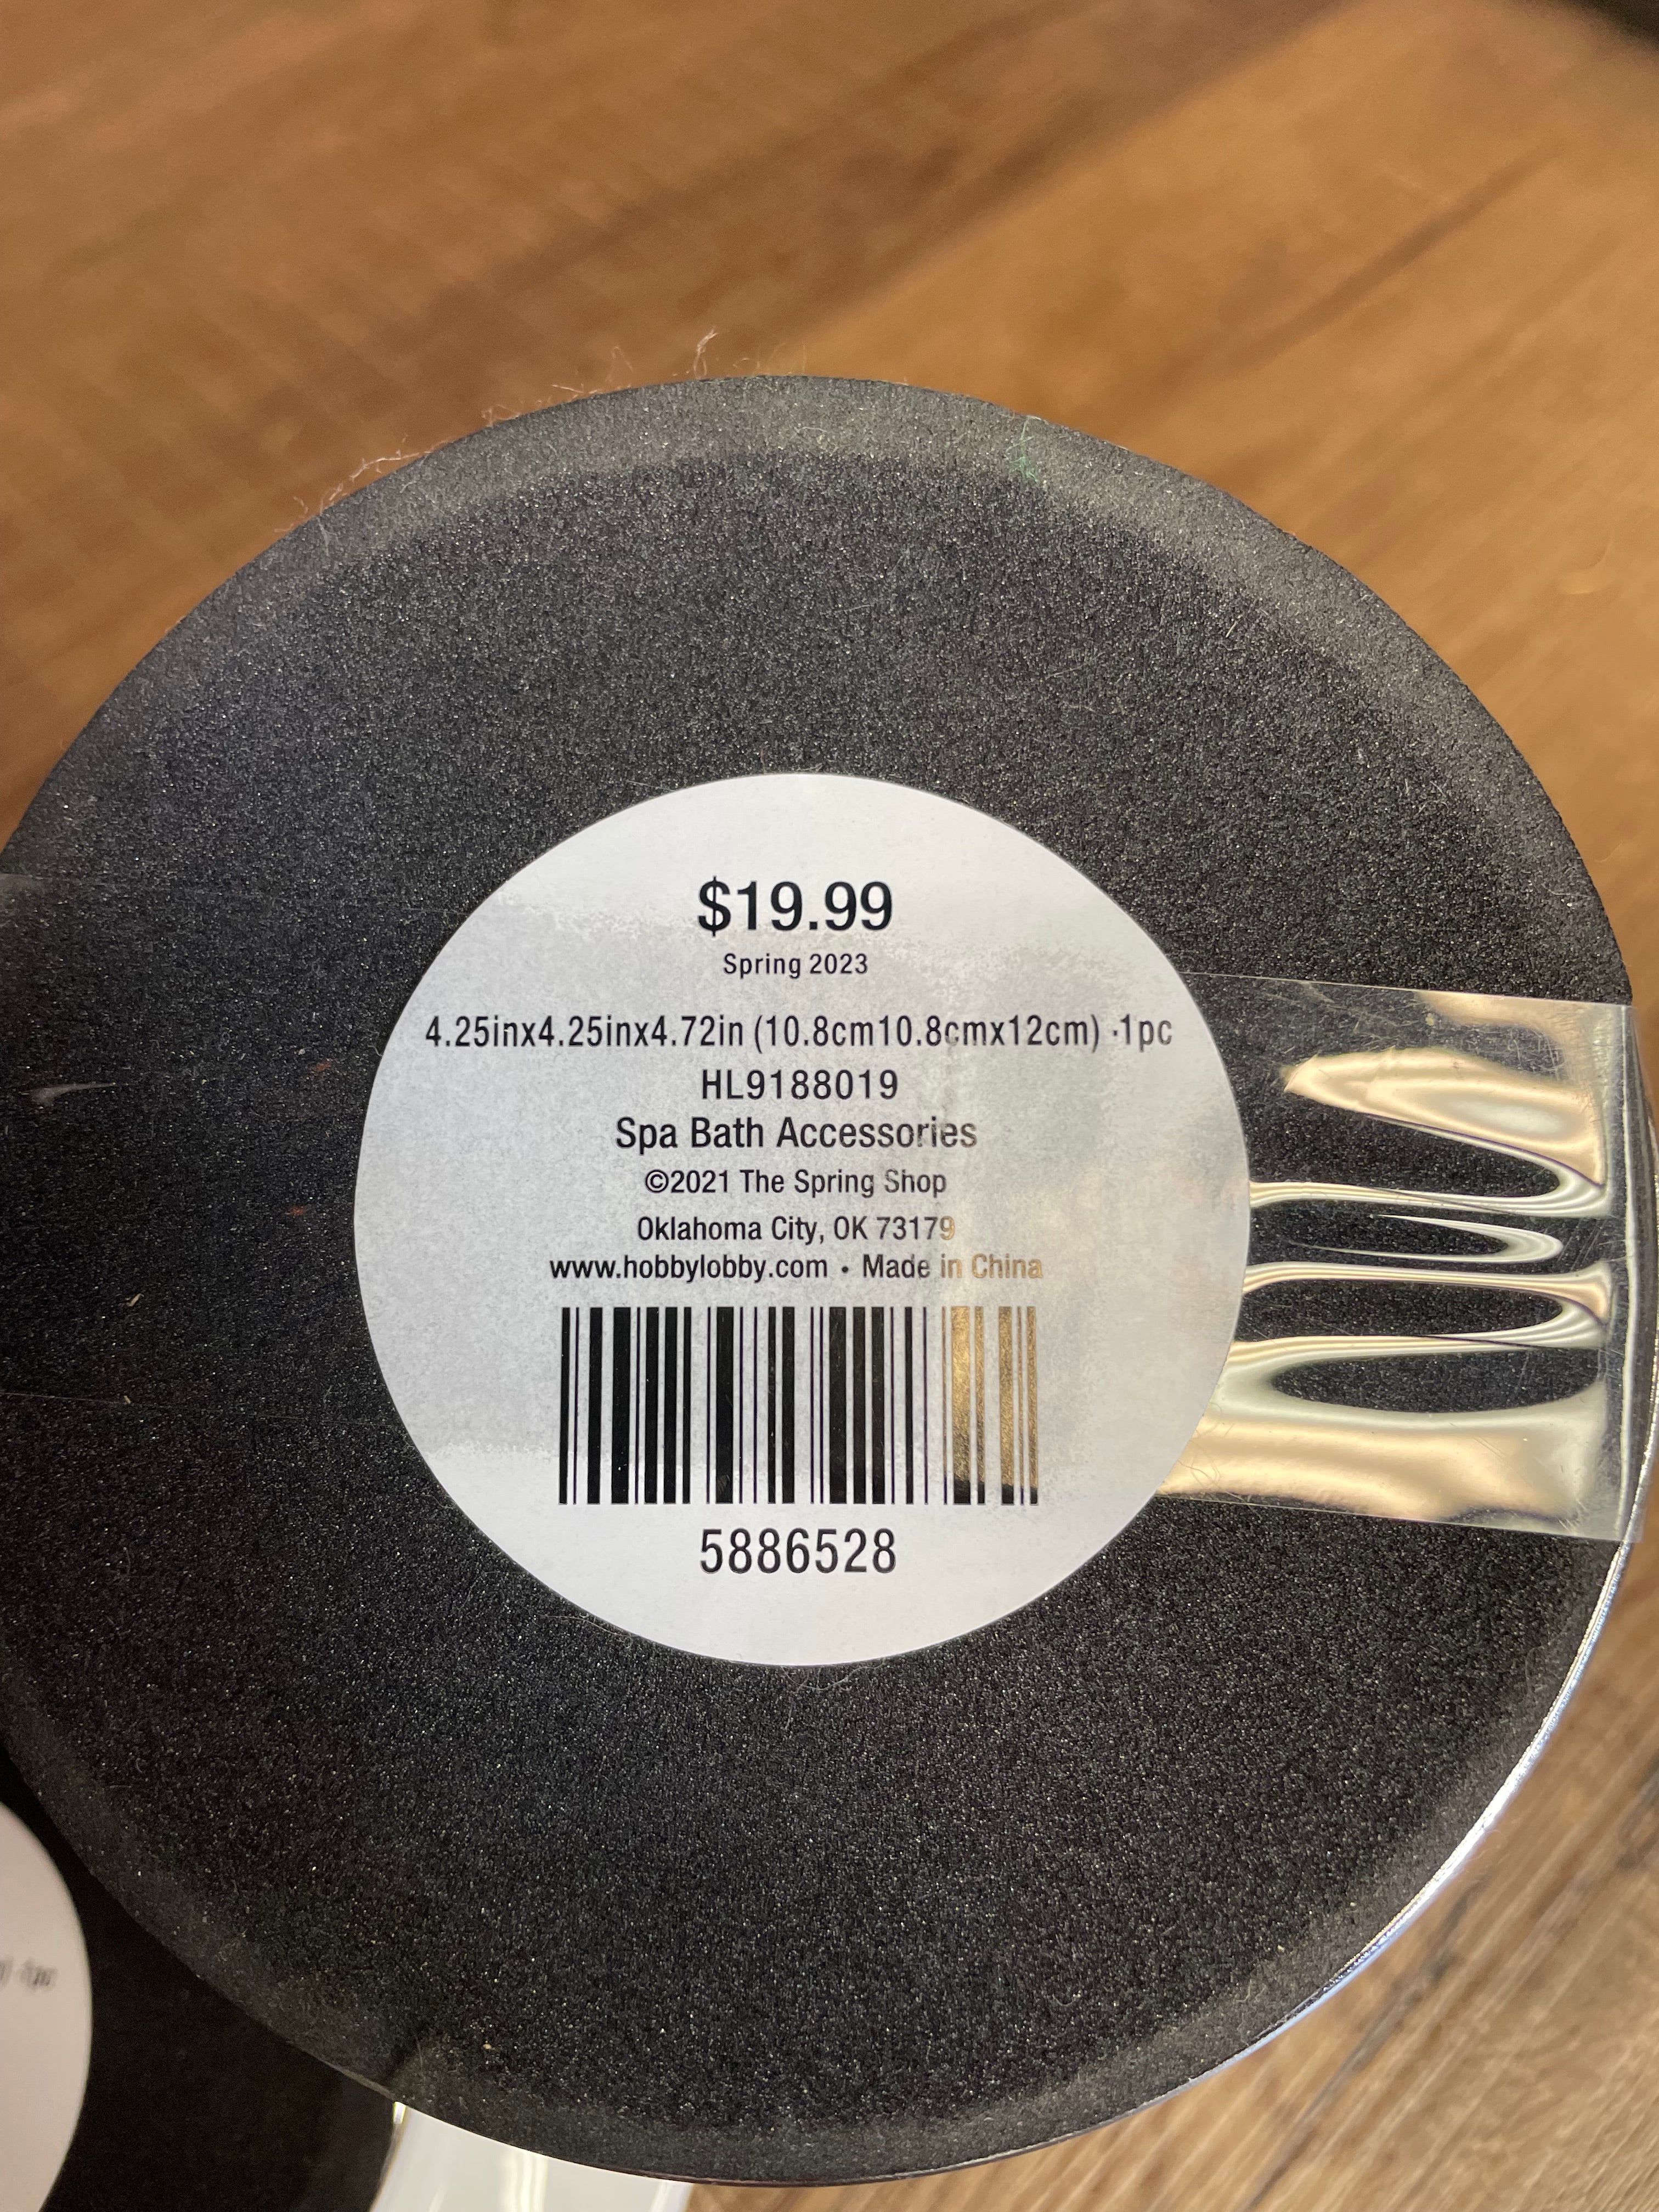 $19.99
Spring 2023
4.25inx4.25inx4.72in (10.8cm10.8cmx12cm) ·1pc
HL9188019
Spa Bath Accessories
©2021 The Spring Shop
Oklahoma City, OK 73179
www.hobbylobby.com • Made in China
5886528